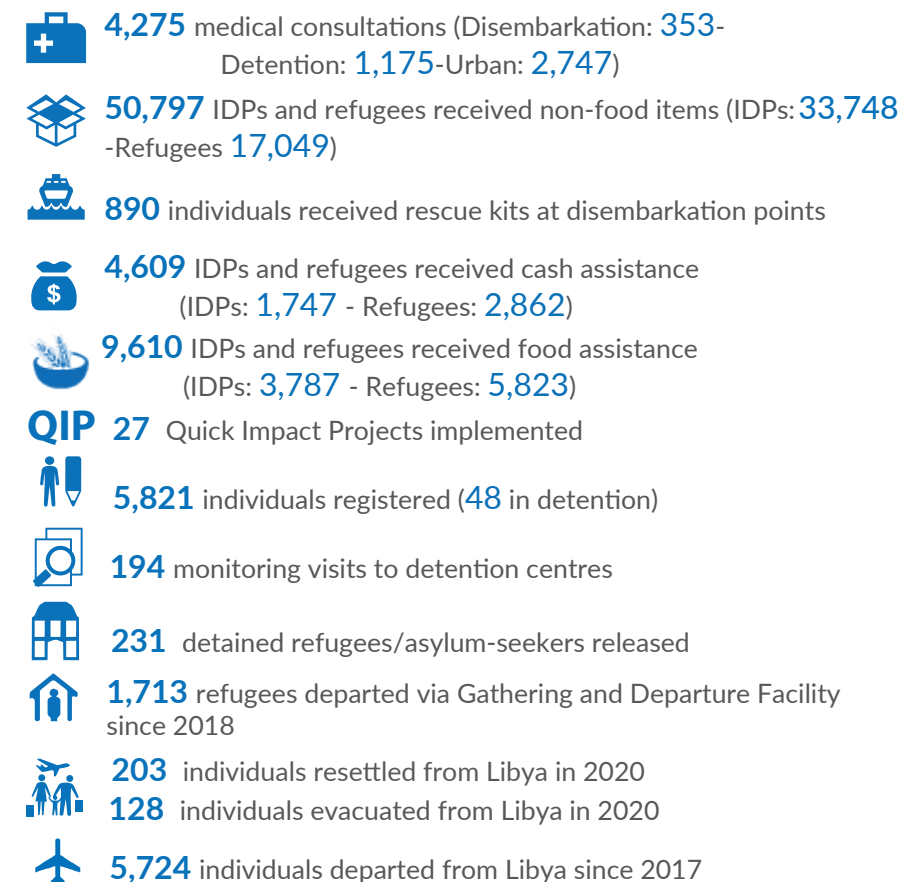 4,275 medical consultations (Disembarkation: 353-
Detention: 1,175-Urban: 2,747)
50,797 IDPs and refugees received non-food items (IDPs: 33,748
-Refugees 17,049)
890 individuals received rescue kits at disembarkation points
$ 4,609 IDPs and refugees received cash assistance
(IDPs: 1,747 - Refugees: 2,862)
9,610 IDPs and refugees received food assistance
(IDPs: 3,787 - Refugees: 5,823)
QIP 27 Quick Impact Projects implemented
5,821 individuals registered (48 in detention)
194 monitoring visits to detention centres
231 detained refugees/asylum-seekers released
1,713 refugees departed via Gathering and Departure Facility
since 2018
203 individuals resettled from Libya in 2020
128 individuals evacuated from Libya in 2020
5,724 individuals departed from Libya since 2017